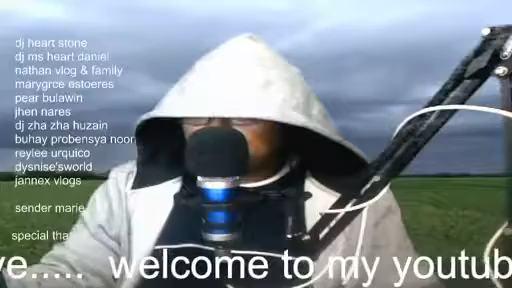 dj heart stone
dj ms heart daniel
nathan vlog & family
marygrce estoeres
pear bulawin
jhen nares
dj zha zha huzain
buhay probensya noor
reylee urquico
dysnise'sworld
jannex vlogs
sender marie
special tha
ve..... welcome to my youtub